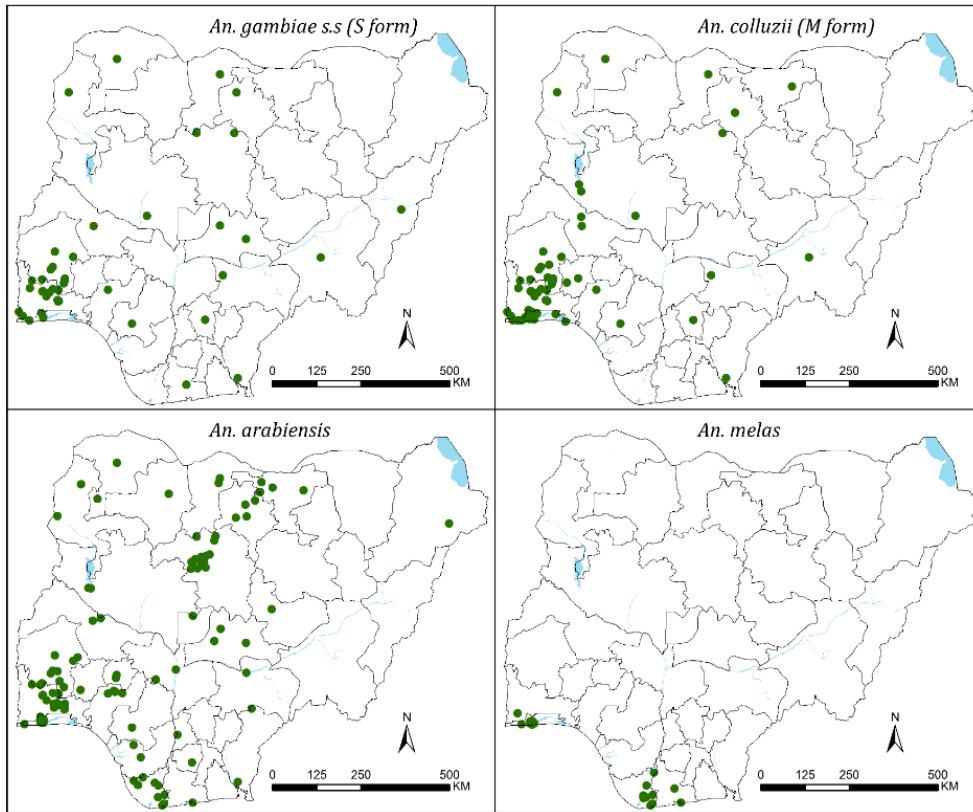 An. gambiae s.s (S form)
N
0 125 250 500
KM
An. colluzii (M form)
N
0 125 250 500
KM
An. arabiensis
N
0 125 250 500
KM
An. melas
N
0 125 250 500
KM